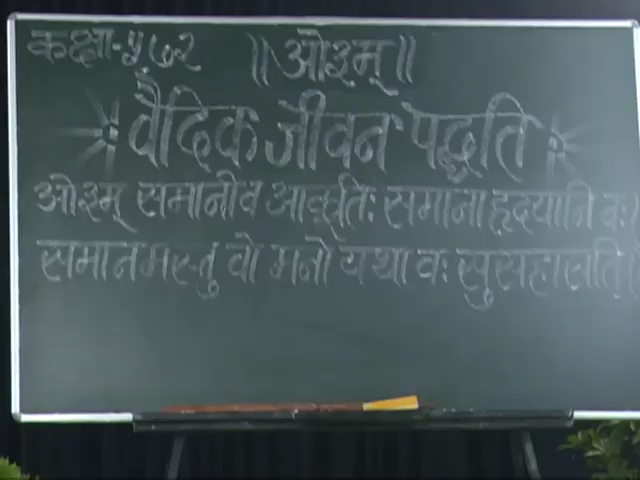 कक्षा-५७२ ॥ओ३म्॥
वैदिक जीवन पद्धति
ओ३म् समानीव आकूतिः समाना हृदयानि वः।
समानमस्तु वो मनो यथा वः सुसहासति।